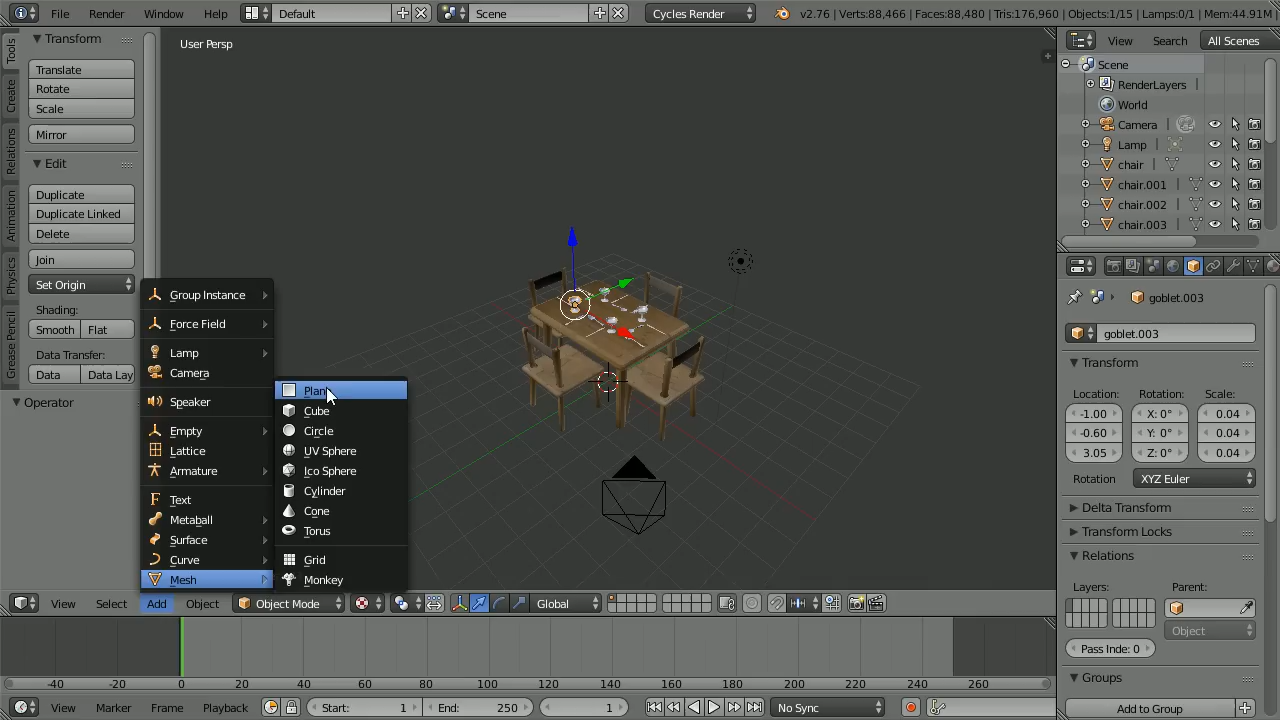 File Render Window Help Default Scene Cycles Render v2.76 | Verts:88,466 | Faces:88,480 | Tris:176,960 | Objects:1/15 | Lamps:0/1 | Mem:44.91M
Tools
Create
Relations
Animation
Physics
Grease Pencil
Transform
Translate
Rotate
Scale
Mirror
Edit
Duplicate
Duplicate Linked
Delete
Join
Set Origin
Shading:
Smooth Flat
Data Transfer:
Data Data Lay
Operator
User Persp
Group Instance
Force Field
Lamp
Camera
Speaker
Empty
Lattice
Armature
Text
Metaball
Surface
Curve
Mesh
Plan
Cube
Circle
UV Sphere
Ico Sphere
Cylinder
Cone
Torus
Grid
Monkey
View Select Add Object Object Mode Global
-40 -20 0 20 40 60 80 100 120 140 160 180 200 220 240 260
View Marker Frame Playback Start: 1 End: 250 1 No Sync
View Search All Scenes
Scene
RenderLayers
World
Camera
Lamp
chair
chair.001
chair.002
chair.003
goblet.003
goblet.003
Transform
Location: Rotation: Scale:
-1.00 X: 0° 0.04
-0.60 Y: 0° 0.04
3.05 Z: 0° 0.04
Rotation XYZ Euler
Delta Transform
Transform Locks
Relations
Layers: Parent:
Object
Pass Inde: 0
Groups
Add to Group